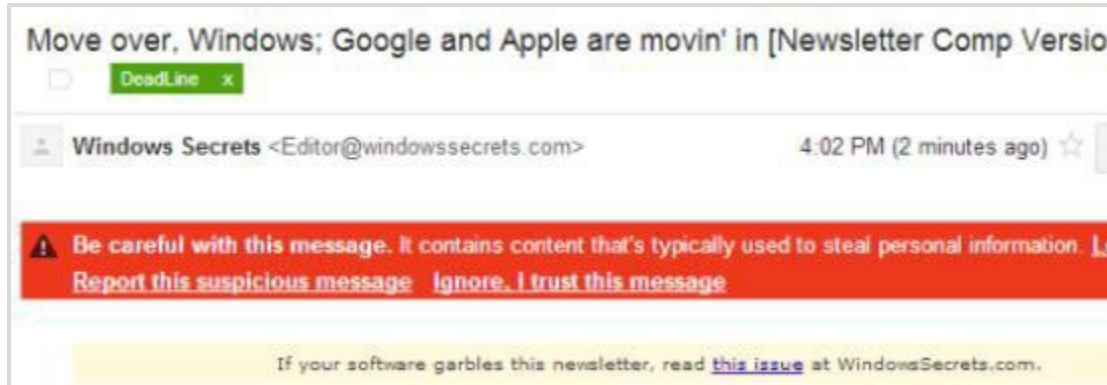 Move over, Windows; Google and Apple are movin' in [Newsletter Comp Versio
DeadLine x
Windows Secrets <Editor@windowssecrets.com> 4:02 PM (2 minutes ago)
Be careful with this message. It contains content that's typically used to steal personal information.
Report this suspicious message Ignore, I trust this message
If your software garbles this newsletter, read this issue at WindowsSecrets.com.